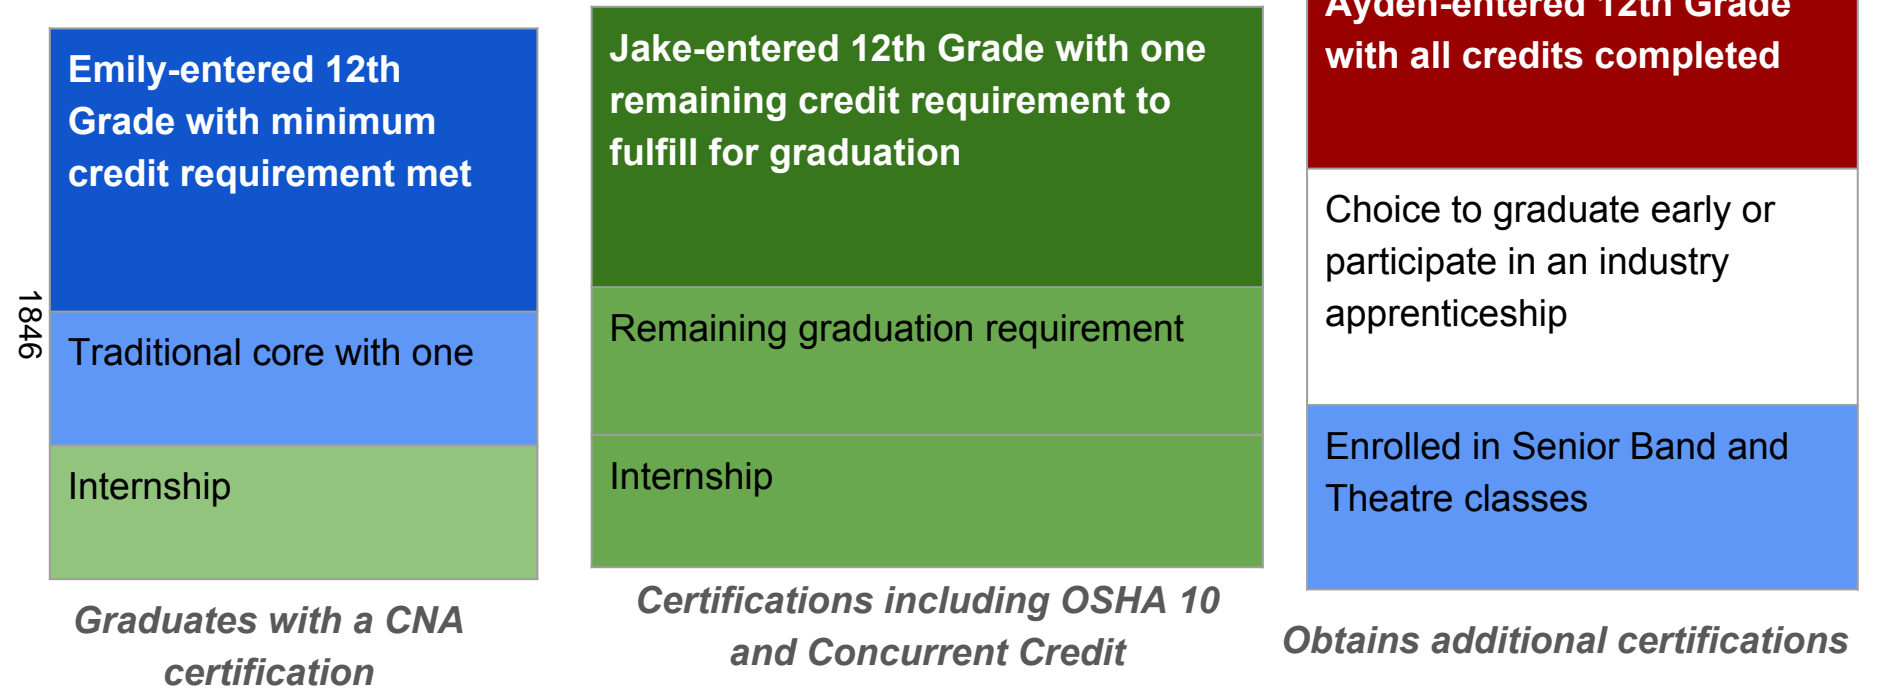 Emily-entered 12th
Grade with minimum
credit requirement met
Traditional core with one
Internship
Graduates with a CNA
certification
Jake-entered 12th Grade with one
remaining credit requirement to
fulfill for graduation
Remaining graduation requirement
Internship
Certifications including OSHA 10
and Concurrent Credit
Ayden-entered 12th Grade
with all credits completed
Choice to graduate early or
participate in an industry
apprenticeship
Enrolled in Senior Band and
Theatre classes
Obtains additional certifications
1846